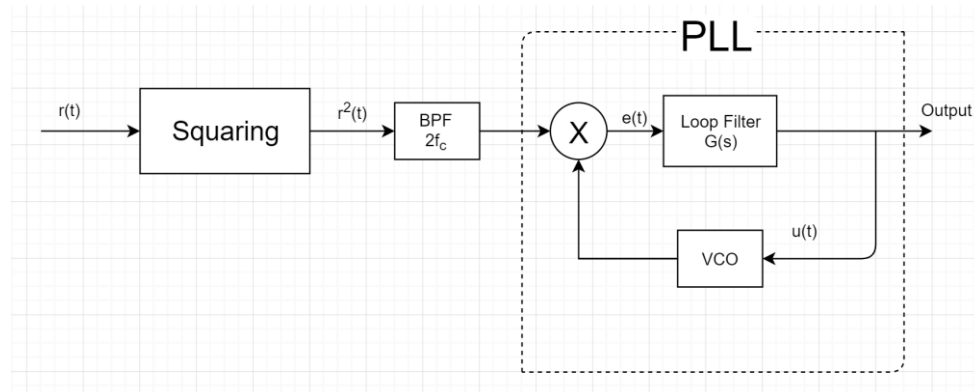 PLL
r(t)
Squaring
r²(t)
BPF
2f꜀
X
e(t)
Loop Filter
G(s)
Output
VCO
u(t)